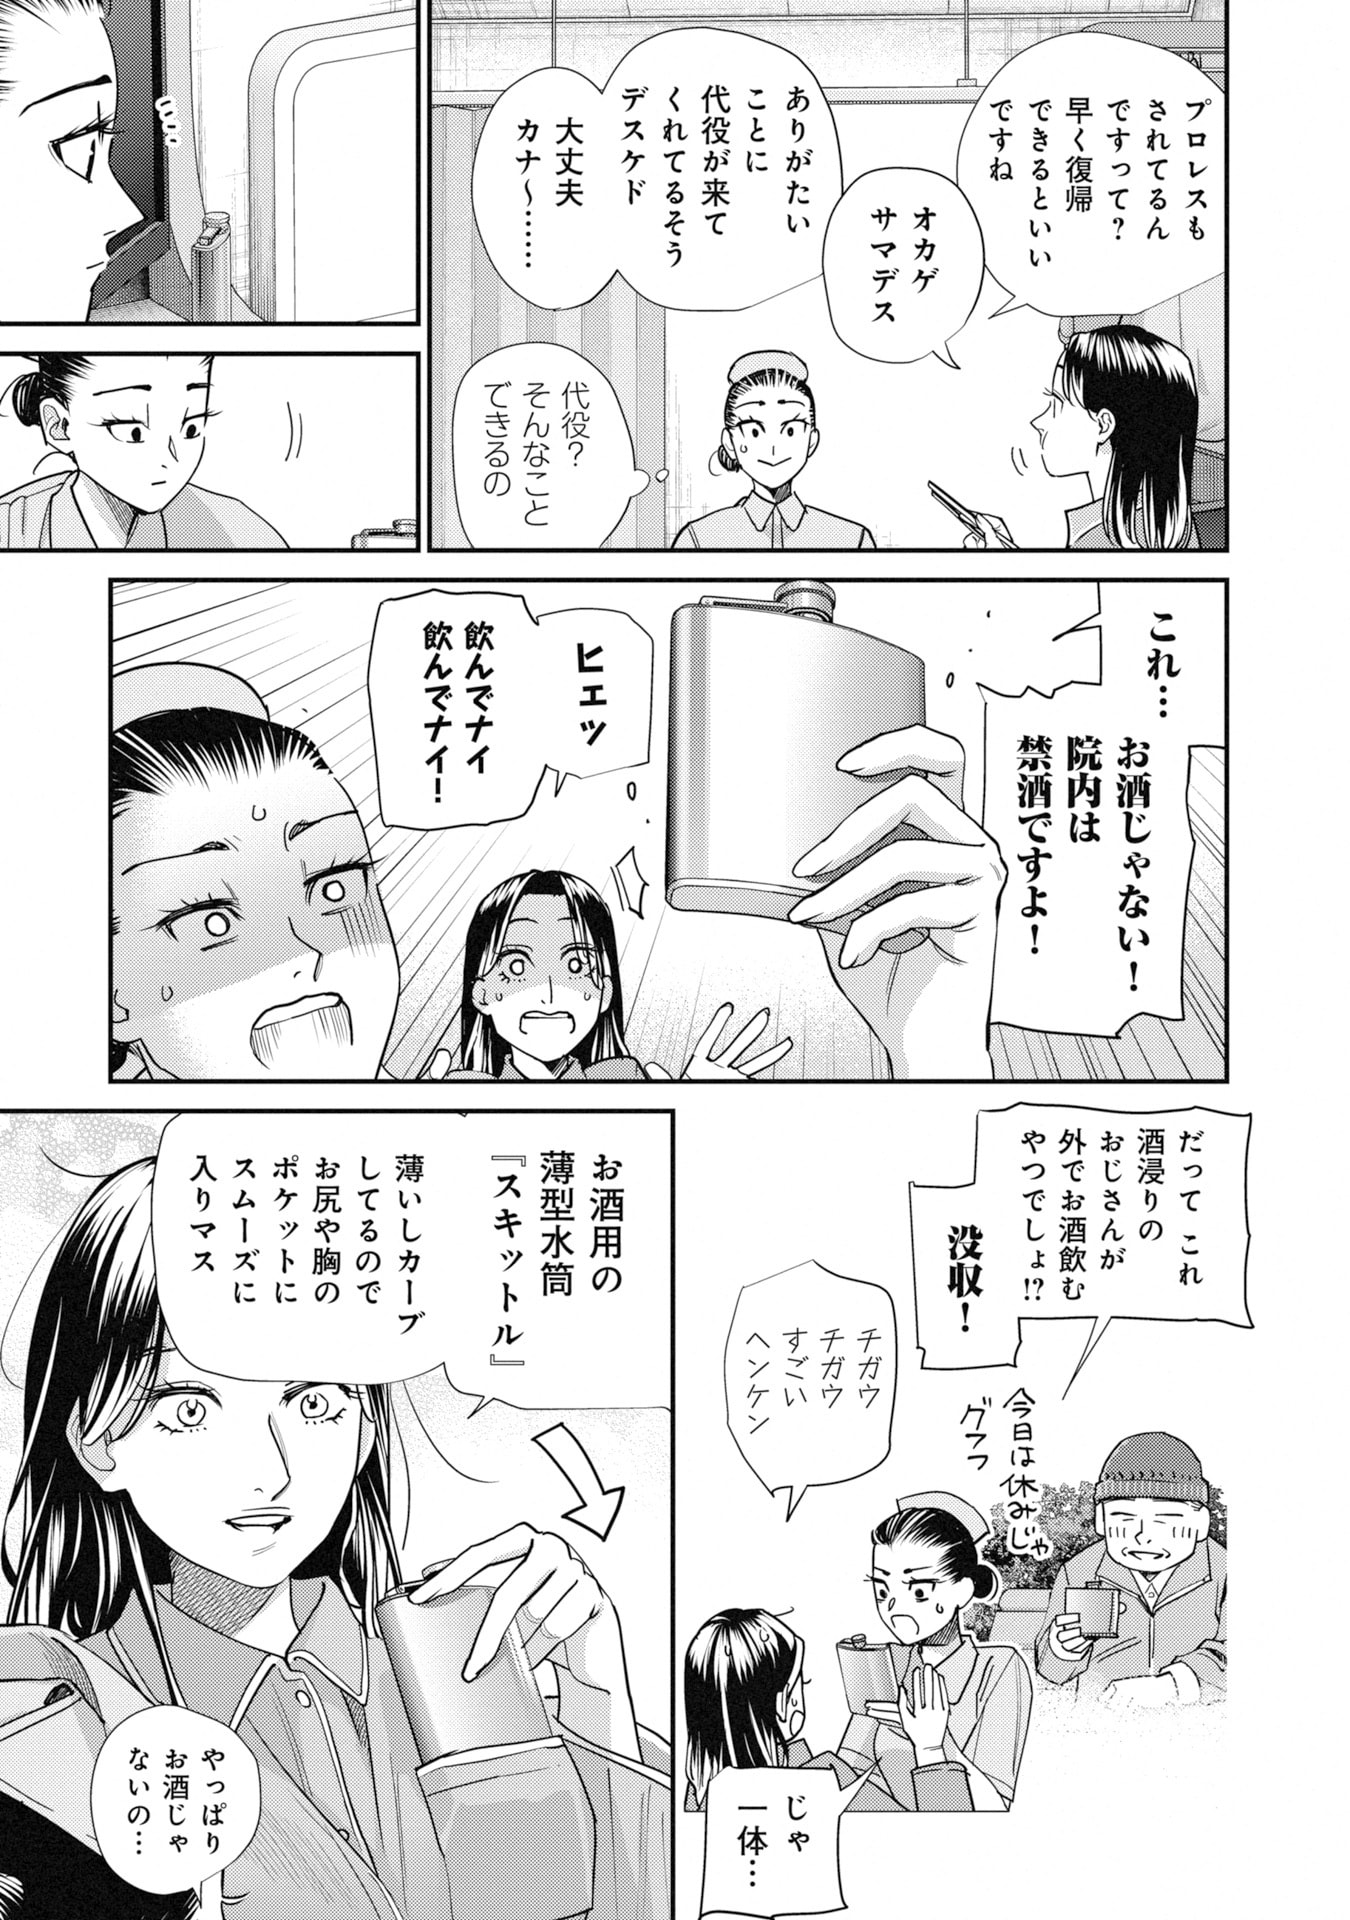 プロレスも
されてるん
ですって？
早く復帰
できるといい
ですね
オカゲ
サマデス
ありがたい
ことに
代役が来て
くれてるそう
デスケド
大丈夫
カナ〜……
代役？
そんなこと
できるの
これ…
お酒じゃない！
院内は
禁酒ですよ！
ヒェッ
飲んでナイ
飲んでナイ！
だって これ
酒浸りの
おじさんが
外でお酒飲む
やつでしょ!?
没収！
今日は休みじゃ
グフフ
チガウ
チガウ
すごい
ヘンケン
じゃ
一体…
お酒用の
薄型水筒
『スキットル』
薄いしカーブ
してるので
お尻や胸の
ポケットに
スムーズに
入りマス
やっぱり
お酒じゃ
ないの…